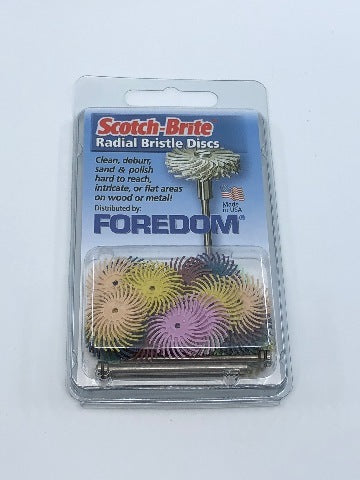 Scotch-Brite
Radial Bristle Discs
Clean, deburr,
sand & polish
hard to reach,
intricate, or flat areas
on wood or metal!
Made
in USA
Distributed by:
FOREDOM®